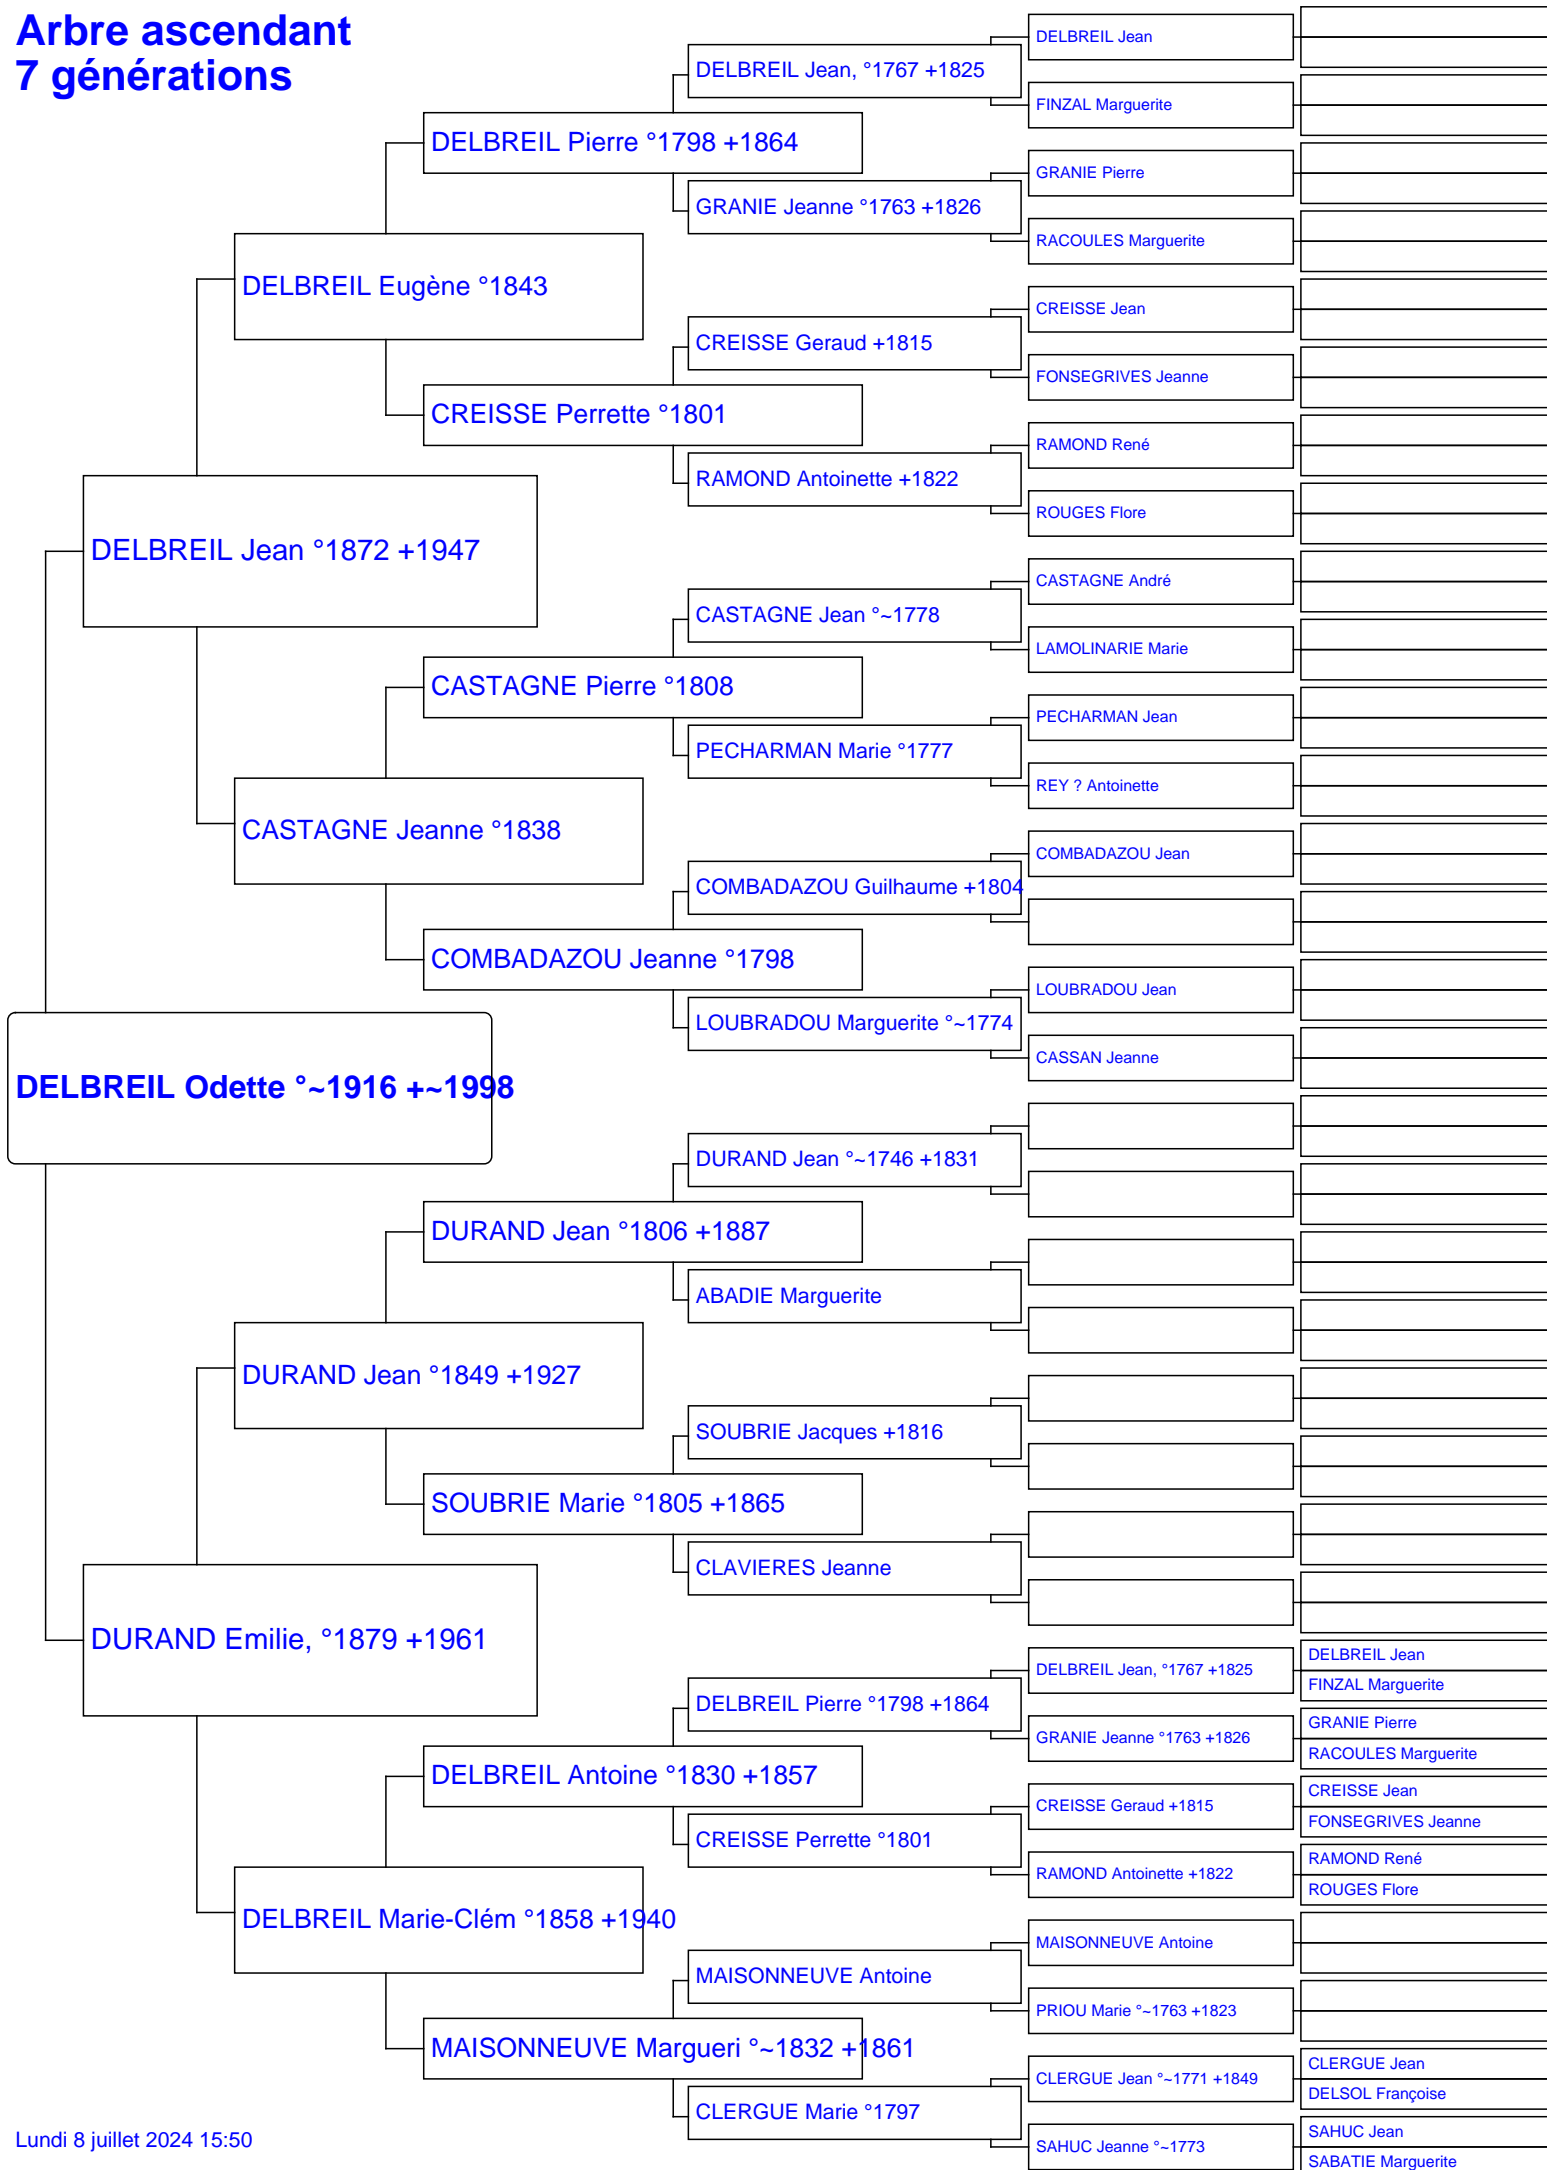 Arbre ascendant
7 générations
DELBREIL Jean
DELBREIL Jean, °1767 +1825
FINZAL Marguerite
DELBREIL Pierre °1798 +1864
GRANIE Pierre
GRANIE Jeanne °1763 +1826
RACOULES Marguerite
DELBREIL Eugène °1843
CREISSE Jean
CREISSE Geraud +1815
FONSEGRIVES Jeanne
CREISSE Perrette °1801
RAMOND René
RAMOND Antoinette +1822
ROUGES Flore
DELBREIL Jean °1872 +1947
CASTAGNE André
CASTAGNE Jean °~1778
LAMOLINARIE Marie
CASTAGNE Pierre °1808
PECHARMAN Jean
PECHARMAN Marie °1777
REY ? Antoinette
CASTAGNE Jeanne °1838
COMBADAZOU Jean
COMBADAZOU Guilhaume +1804
COMBADAZOU Jeanne °1798
LOUBRADOU Jean
LOUBRADOU Marguerite °~1774
CASSAN Jeanne
DELBREIL Odette °~1916 +~1998
DURAND Jean °~1746 +1831
DURAND Jean °1806 +1887
ABADIE Marguerite
DURAND Jean °1849 +1927
SOUBRIE Jacques +1816
SOUBRIE Marie °1805 +1865
CLAVIERES Jeanne
DURAND Emilie, °1879 +1961
DELBREIL Jean
DELBREIL Jean, °1767 +1825
FINZAL Marguerite
DELBREIL Pierre °1798 +1864
GRANIE Pierre
GRANIE Jeanne °1763 +1826
RACOULES Marguerite
DELBREIL Antoine °1830 +1857
CREISSE Jean
CREISSE Geraud +1815
FONSEGRIVES Jeanne
CREISSE Perrette °1801
RAMOND René
RAMOND Antoinette +1822
ROUGES Flore
DELBREIL Marie-Clém °1858 +1940
MAISONNEUVE Antoine
MAISONNEUVE Antoine
PRIOU Marie °~1763 +1823
MAISONNEUVE Margueri °~1832 +1861
CLERGUE Jean
CLERGUE Jean °~1771 +1849
DELSOL Françoise
CLERGUE Marie °1797
SAHUC Jean
SAHUC Jeanne °~1773
SABATIE Marguerite
Lundi 8 juillet 2024 15:50